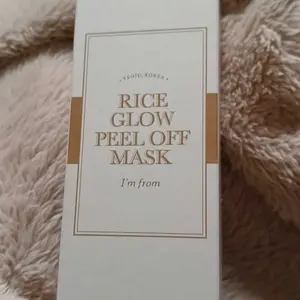 RICE
GLOW
PEEL OFF
MASK
I'm from